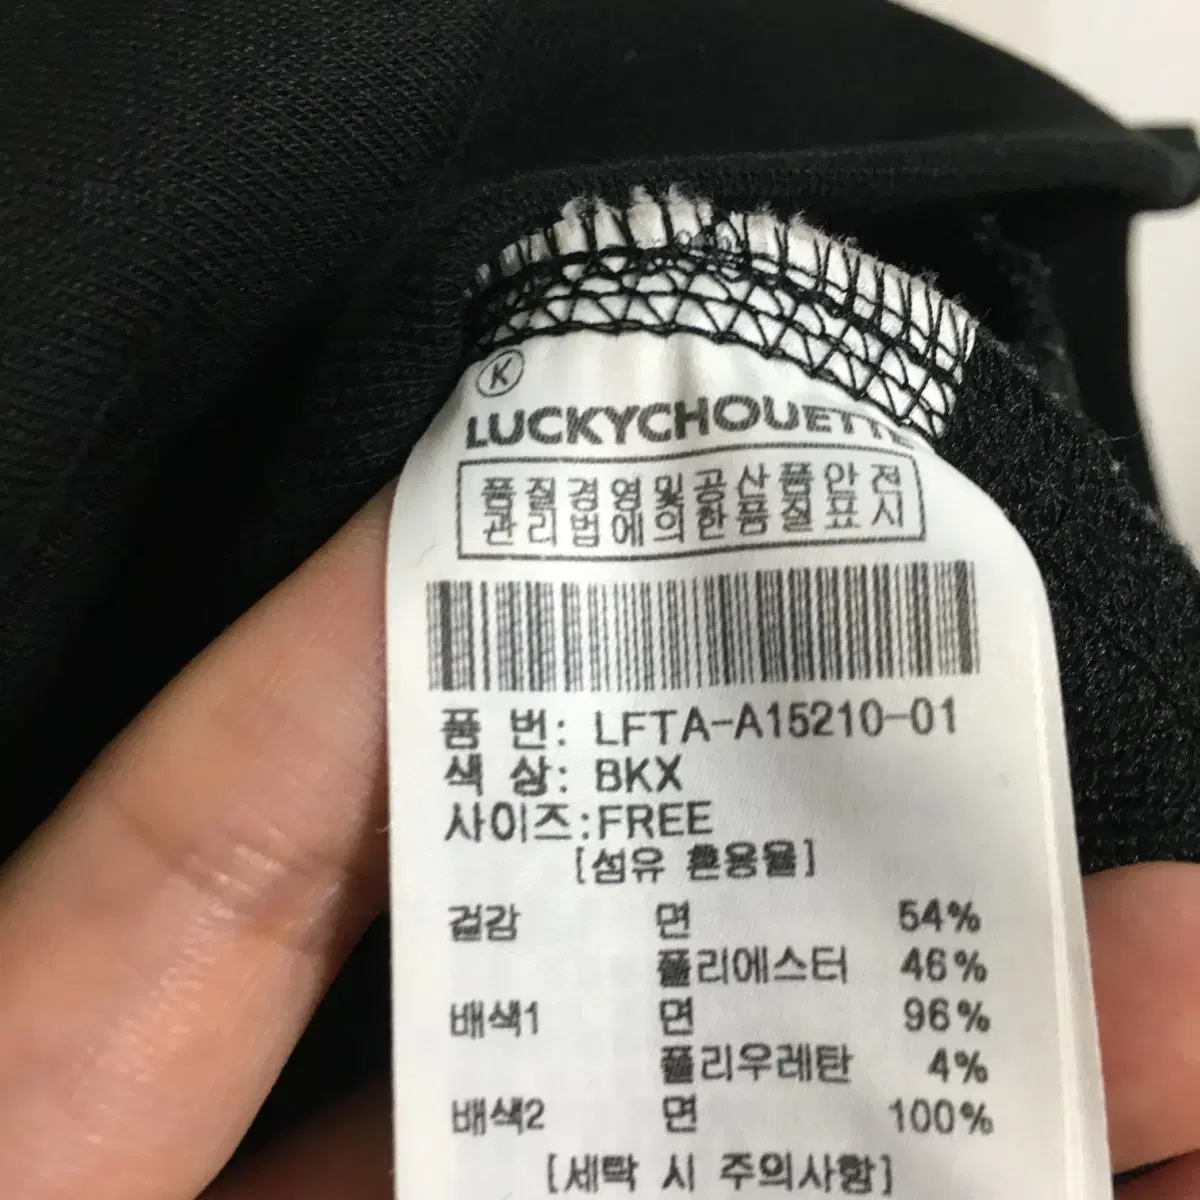 K
LUCKYCHOUETTE
품질경영및공산품안전
관리법에의한품질표시
품 번: LFTA-A15210-01
색 상: BKX
사이즈:FREE
[섬유 혼용율]
겉감 면 54%
폴리에스터 46%
배색1 면 96%
폴리우레탄 4%
배색2 면 100%
[세탁 시 주의사항]